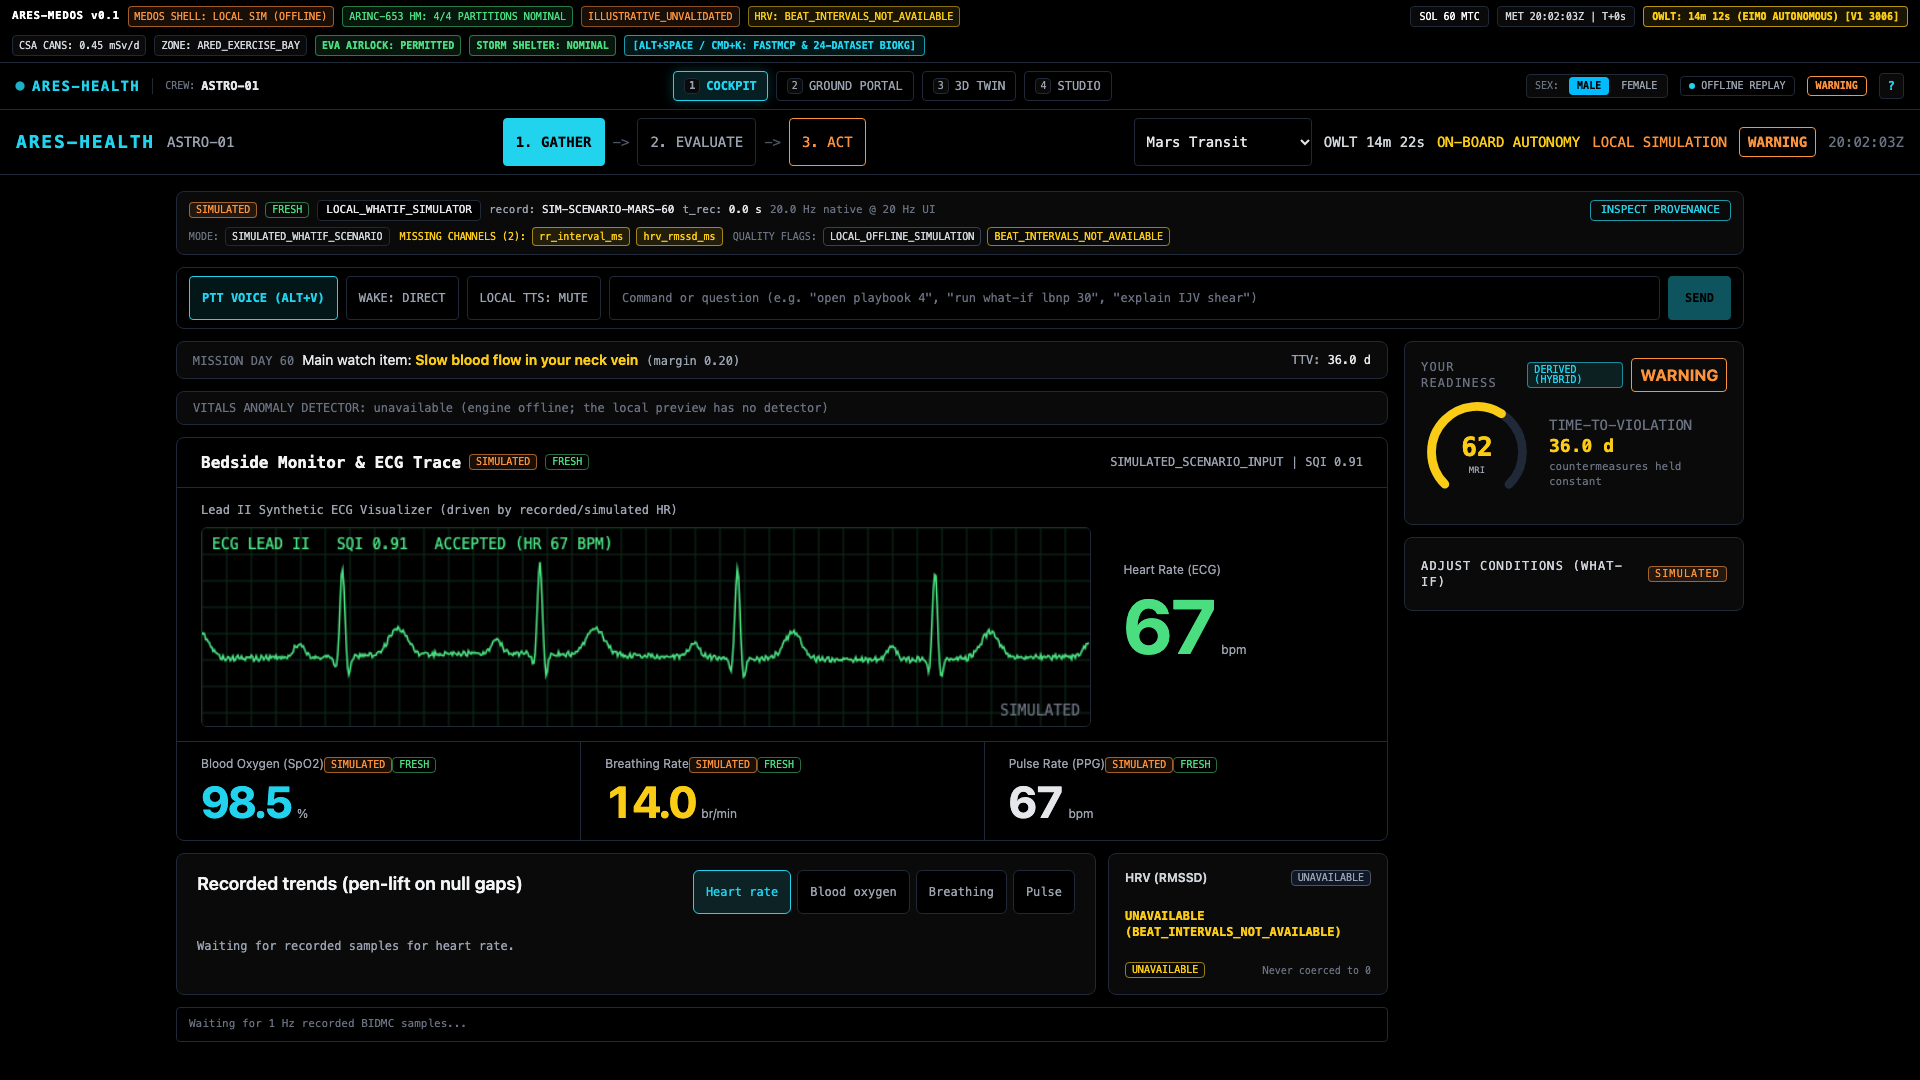 ARES-MEDOS v0.1 MEDOS SHELL: LOCAL SIM (OFFLINE) ARINC-653 HM: 4/4 PARTITIONS NOMINAL ILLUSTRATIVE_UNVALIDATED HRV: BEAT_INTERVALS_NOT_AVAILABLE SOL 60 MTC MET 20:02:03Z | T+0s OWLT: 14m 12s (EIMO AUTONOMOUS) [V1 3006]
CSA CANS: 0.45 mSv/d ZONE: ARED_EXERCISE_BAY EVA AIRLOCK: PERMITTED STORM SHELTER: NOMINAL [ALT+SPACE / CMD+K: FASTMCP & 24-DATASET BIOKG]
ARES-HEALTH CREW: ASTRO-01 1 COCKPIT 2 GROUND PORTAL 3 3D TWIN 4 STUDIO SEX: MALE FEMALE OFFLINE REPLAY WARNING ?
ARES-HEALTH ASTRO-01 1. GATHER -> 2. EVALUATE -> 3. ACT Mars Transit OWLT 14m 22s ON-BOARD AUTONOMY LOCAL SIMULATION WARNING 20:02:03Z
SIMULATED FRESH LOCAL_WHATIF_SIMULATOR record: SIM-SCENARIO-MARS-60 t_rec: 0.0 s 20.0 Hz native @ 20 Hz UI INSPECT PROVENANCE
MODE: SIMULATED_WHATIF_SCENARIO MISSING CHANNELS (2): rr_interval_ms hrv_rmssd_ms QUALITY FLAGS: LOCAL_OFFLINE_SIMULATION BEAT_INTERVALS_NOT_AVAILABLE
PTT VOICE (ALT+V) WAKE: DIRECT LOCAL TTS: MUTE Command or question (e.g. "open playbook 4", "run what-if lbnp 30", "explain IJV shear") SEND
MISSION DAY 60 Main watch item: Slow blood flow in your neck vein (margin 0.20) TTV: 36.0 d
VITALS ANOMALY DETECTOR: unavailable (engine offline; the local preview has no detector)
Bedside Monitor & ECG Trace SIMULATED FRESH SIMULATED_SCENARIO_INPUT | SQI 0.91
Lead II Synthetic ECG Visualizer (driven by recorded/simulated HR)
ECG LEAD II SQI 0.91 ACCEPTED (HR 67 BPM)
SIMULATED
Heart Rate (ECG)
67 bpm
Blood Oxygen (SpO2) SIMULATED FRESH
98.5 %
Breathing Rate SIMULATED FRESH
14.0 br/min
Pulse Rate (PPG) SIMULATED FRESH
67 bpm
Recorded trends (pen-lift on null gaps) Heart rate Blood oxygen Breathing Pulse
Waiting for recorded samples for heart rate.
HRV (RMSSD) UNAVAILABLE
UNAVAILABLE
(BEAT_INTERVALS_NOT_AVAILABLE)
UNAVAILABLE Never coerced to 0
Waiting for 1 Hz recorded BIDMC samples...
YOUR
READINESS
DERIVED
(HYBRID)
WARNING
62
MRI
TIME-TO-VIOLATION
36.0 d
countermeasures held
constant
ADJUST CONDITIONS (WHAT-
IF)
SIMULATED